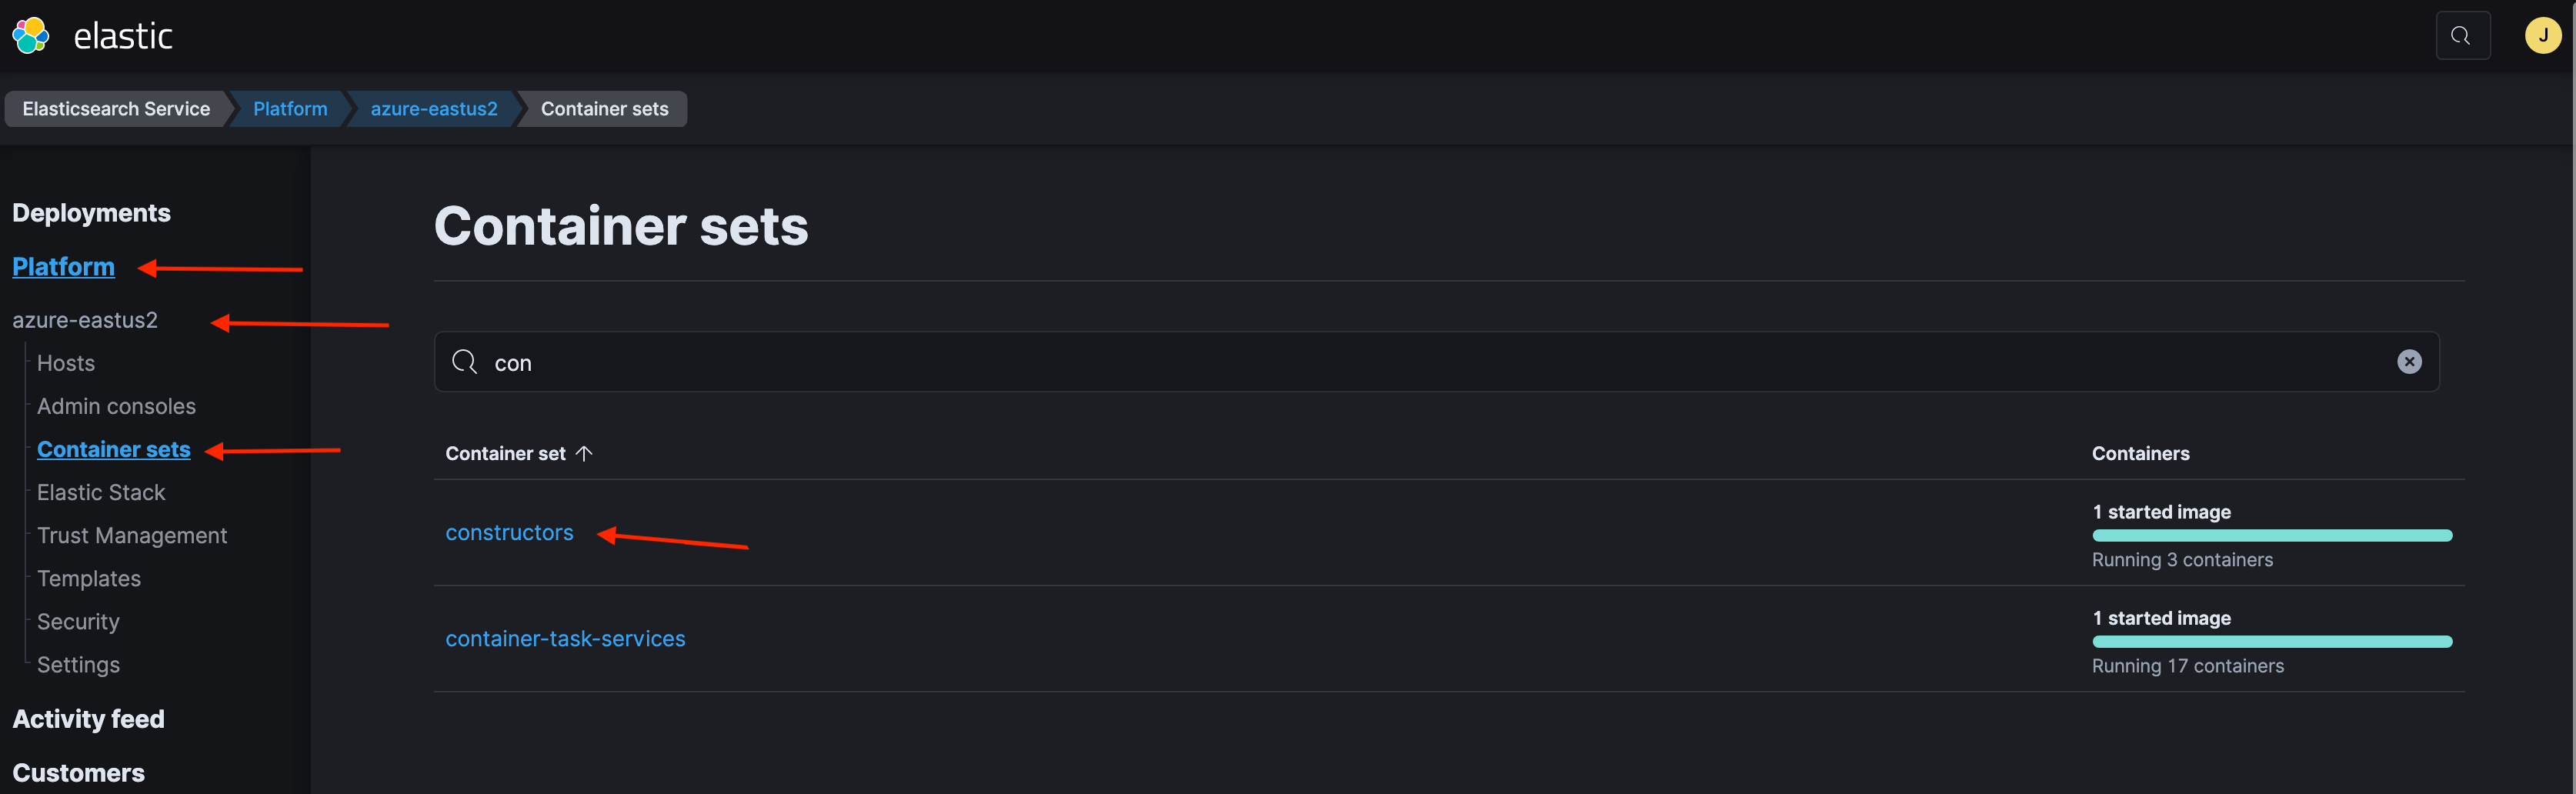 elastic
J
Elasticsearch Service
Platform
azure-eastus2
Container sets
Deployments
Platform
azure-eastus2
Hosts
Admin consoles
Container sets
Elastic Stack
Trust Management
Templates
Security
Settings
Activity feed
Customers
Container sets
con
Container set
Containers
constructors
1 started image
Running 3 containers
container-task-services
1 started image
Running 17 containers